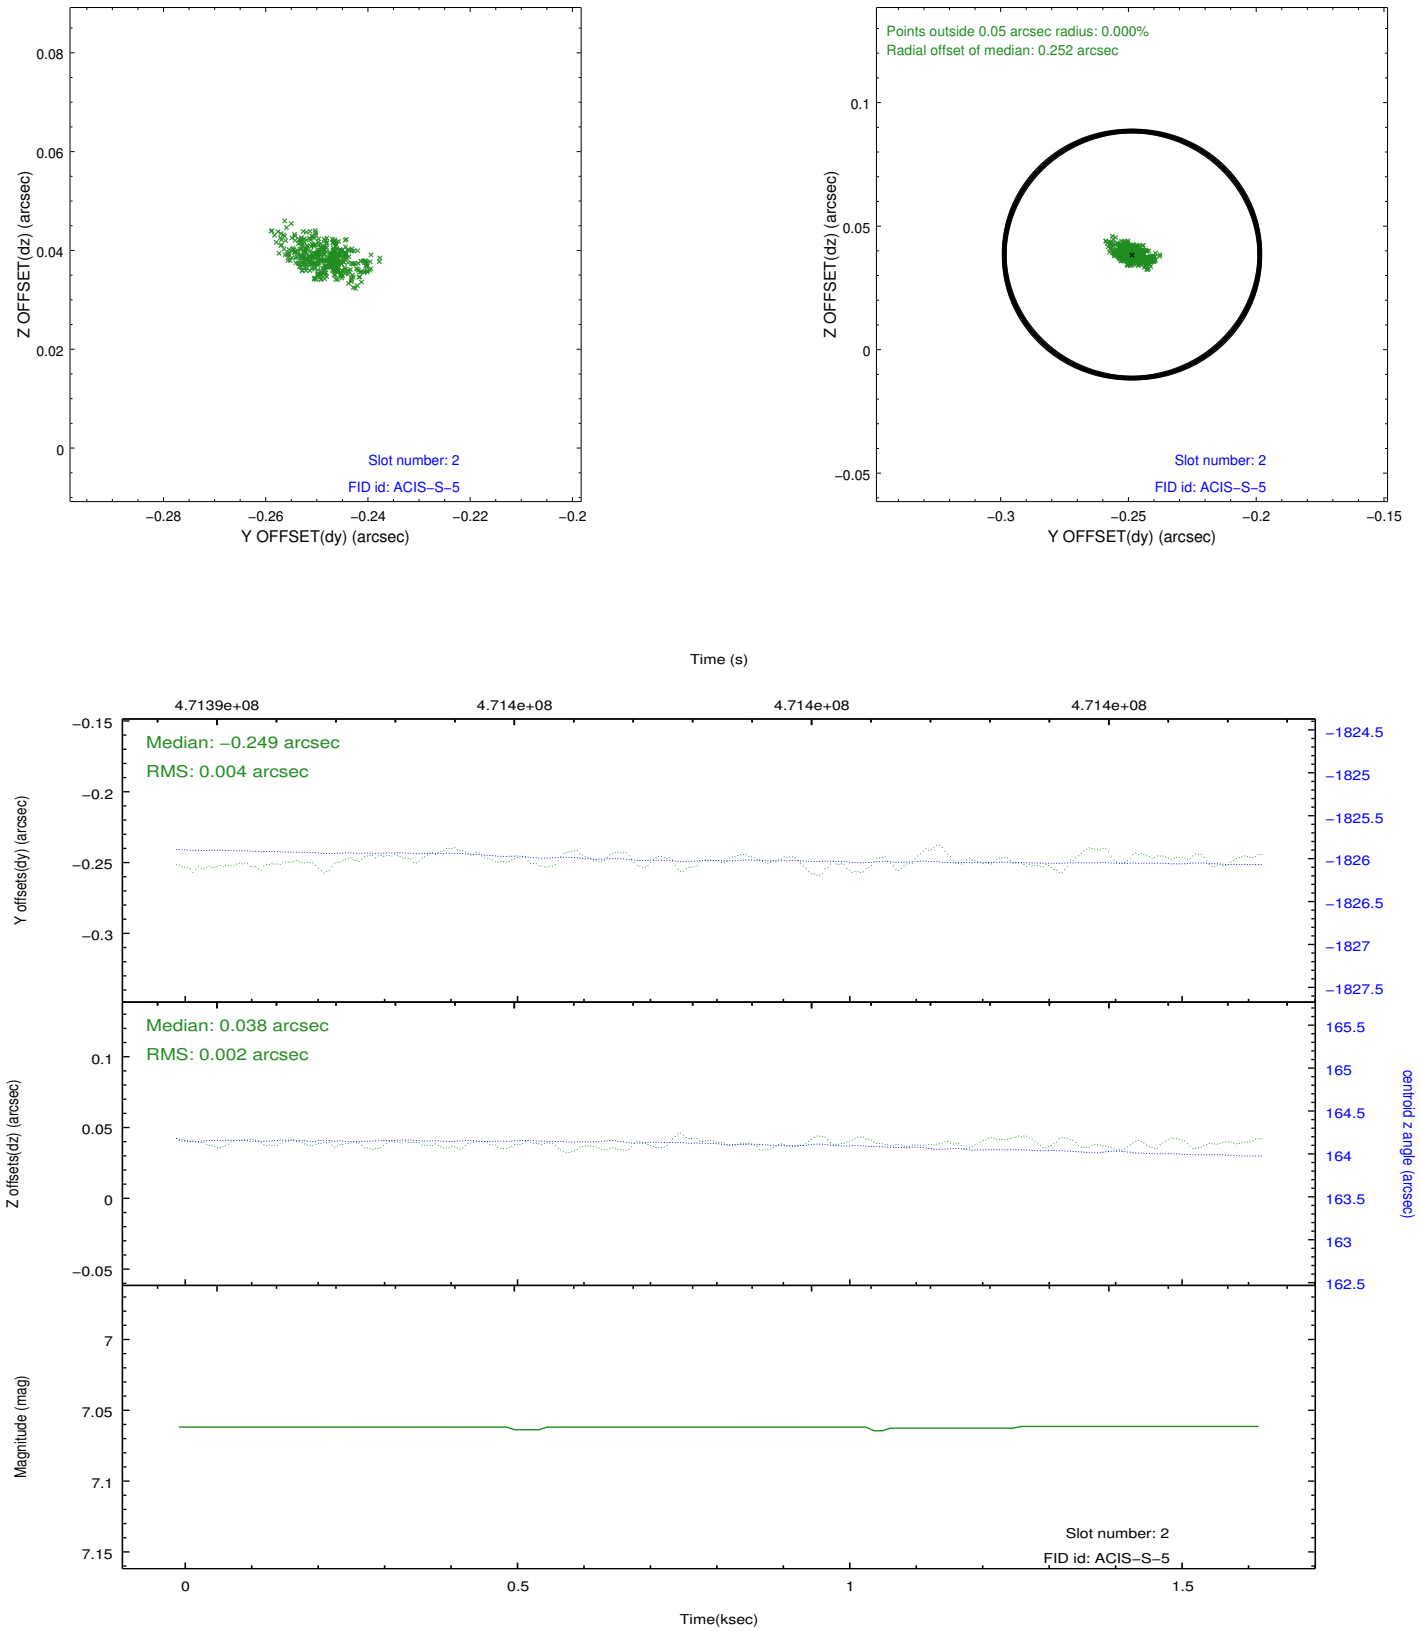 0.08
0.06
0.04
0.02
0
Z OFFSET(dz) (arcsec)
Slot number: 2
FID id: ACIS−S−5
−0.28
−0.26
−0.24
−0.22
−0.2
Y OFFSET(dy) (arcsec)
Points outside 0.05 arcsec radius: 0.000%
Radial offset of median: 0.252 arcsec
0.1
0.05
0
−0.05
Z OFFSET(dz) (arcsec)
Slot number: 2
FID id: ACIS−S−5
−0.3
−0.25
−0.2
−0.15
Y OFFSET(dy) (arcsec)
Time (s)
4.7139e+08
4.714e+08
4.714e+08
4.714e+08
Median: −0.249 arcsec
RMS: 0.004 arcsec
−0.15
−0.2
−0.25
−0.3
Y offsets(dy) (arcsec)
−1824.5
−1825
−1825.5
−1826
−1826.5
−1827
−1827.5
Median: 0.038 arcsec
RMS: 0.002 arcsec
0.1
0.05
0
−0.05
Z offsets(dz) (arcsec)
165.5
165
164.5
164
163.5
163
162.5
centroid z angle (arcsec)
7
7.05
7.1
7.15
Magnitude (mag)
Slot number: 2
FID id: ACIS−S−5
0
0.5
1
1.5
Time(ksec)